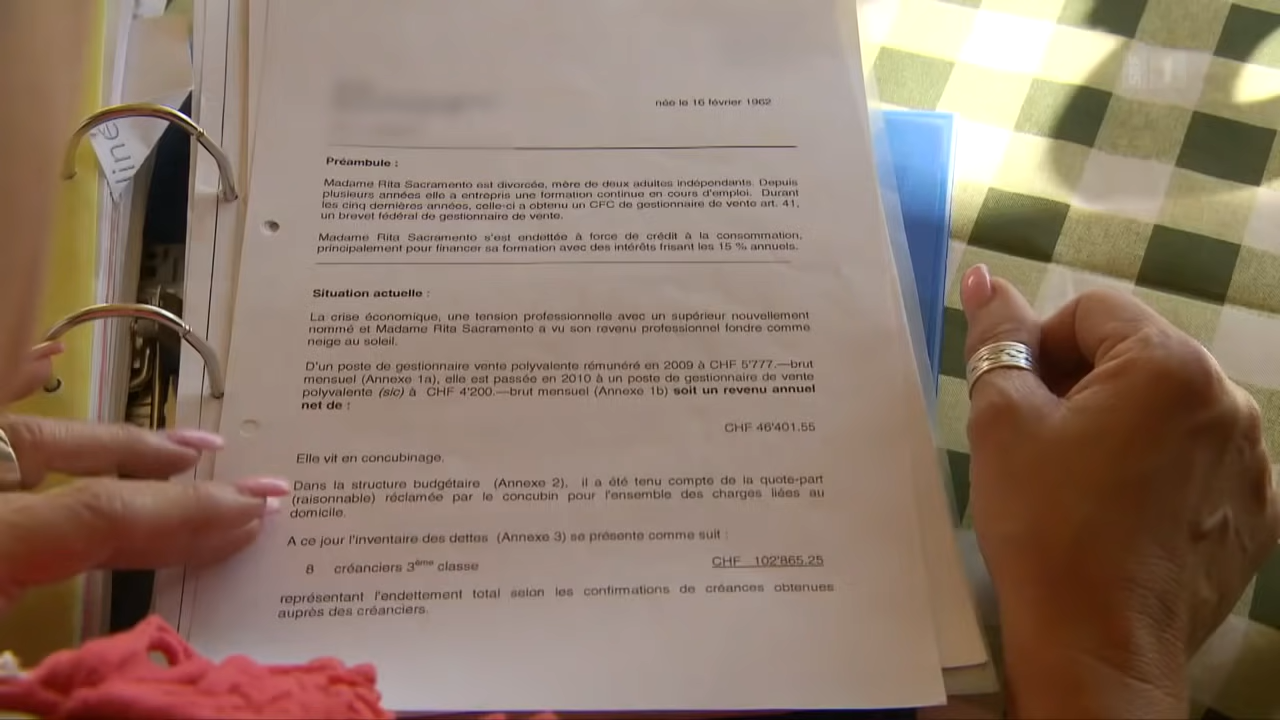 née le 16 février 1962
Préambule :
Madame Rita Sacramento est divorcée, mère de deux adultes indépendants. Depuis
plusieurs années elle a entrepris une formation continue en cours d'emploi. Durant
les cinq dernières années, celle-ci a obtenu un CFC de gestionnaire de vente art. 41,
un brevet fédéral de gestionnaire de vente.
Madame Rita Sacramento s'est endettée à force de crédit à la consommation,
principalement pour financer sa formation avec des intérêts frisant les 15 % annuels.
Situation actuelle :
La crise économique, une tension professionnelle avec un supérieur nouvellement
nommé et Madame Rita Sacramento a vu son revenu professionnel fondre comme
neige au soleil.
D'un poste de gestionnaire vente polyvalente rémunéré en 2009 à CHF 5'777.—brut
mensuel (Annexe 1a), elle est passée en 2010 à un poste de gestionnaire de vente
polyvalente (sic) à CHF 4'200.—brut mensuel (Annexe 1b) soit un revenu annuel
net de :
CHF 46'401.55
Elle vit en concubinage.
Dans la structure budgétaire (Annexe 2), il a été tenu compte de la quote-part
(raisonnable) réclamée par le concubin pour l'ensemble des charges liées au
domicile.
A ce jour l'inventaire des dettes (Annexe 3) se présente comme suit :
8 créanciers 3ème classe CHF 102'865.25
représentant l'endettement total selon les confirmations de créances obtenues
auprès des créanciers.